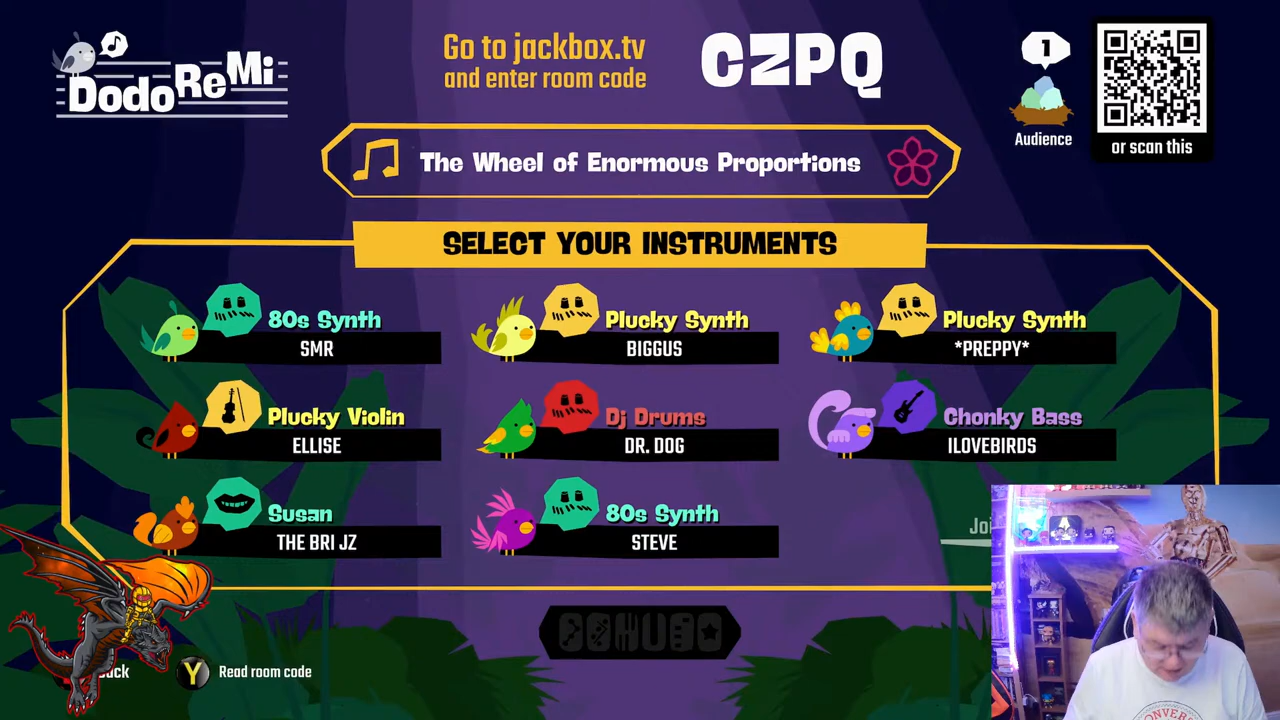 DodoReMi
Go to jackbox.tv
and enter room code
CZPQ
1
Audience
or scan this
The Wheel of Enormous Proportions
SELECT YOUR INSTRUMENTS
80s Synth
SMR
Plucky Synth
BIGGUS
Plucky Synth
*PREPPY*
Plucky Violin
ELLISE
Dj Drums
DR. DOG
Chonky Bass
ILOVEBIRDS
Susan
THE BRI JZ
80s Synth
STEVE
Y Read room code